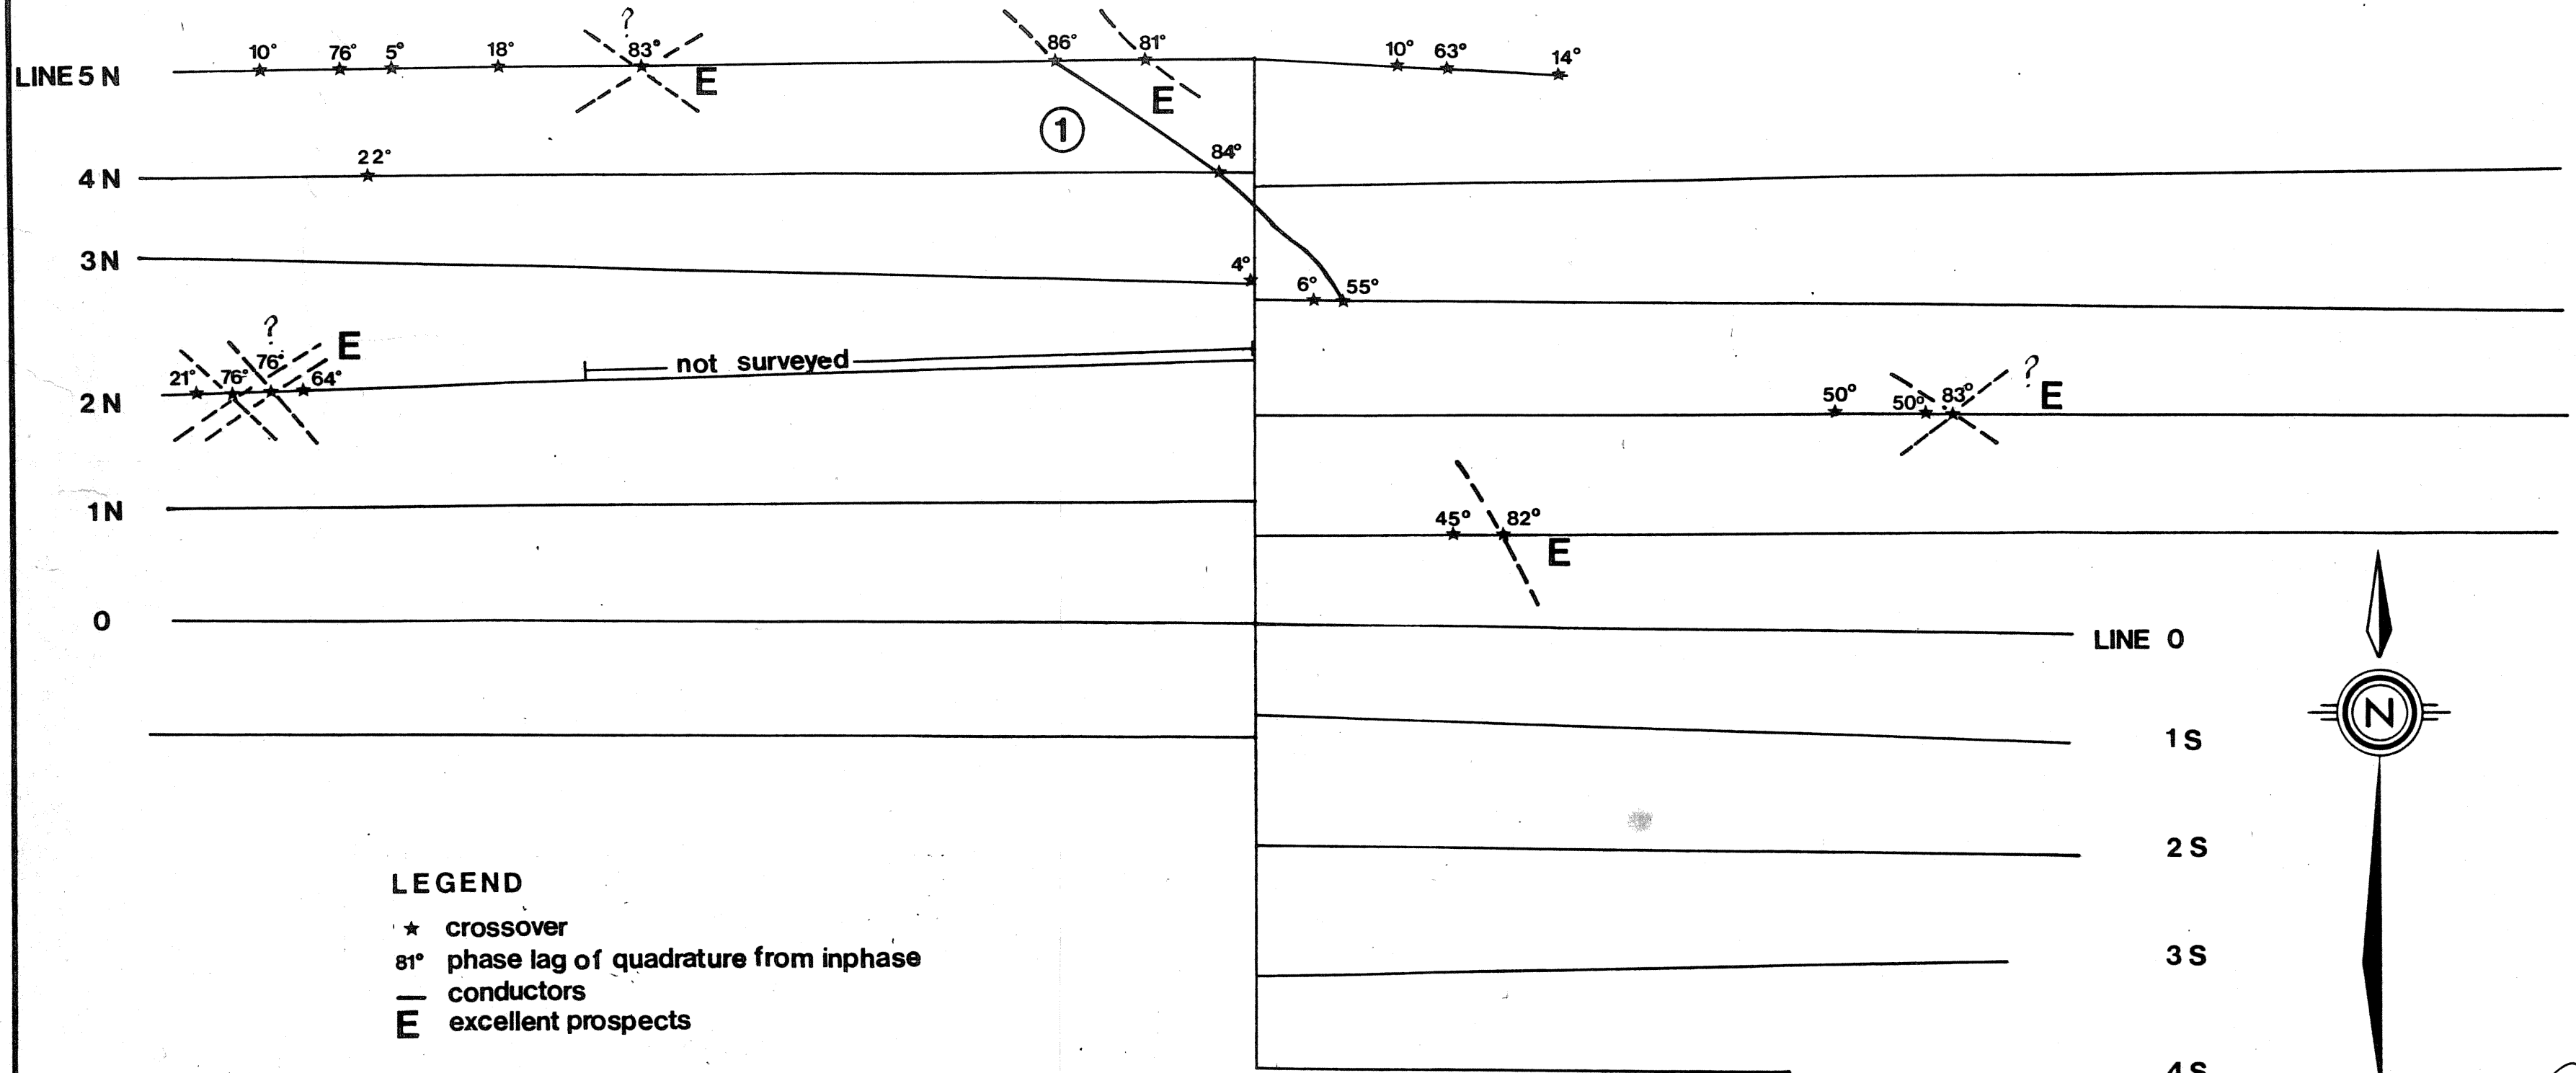 ?
10° 76° 5° 18° 83° 86° 81° 10° 63° 14°
LINE 5 N E E
1
22° 84°
4 N
3 N 4° 6° 55°
? ?
76° E not surveyed
21° 76° 64° 50° 50° 83° E
2 N
1 N 45° 82° E
0 LINE 0
N
1 S
2 S
LEGEND
crossover
81° phase lag of quadrature from inphase
3 S
conductors
E excellent prospects
4 S